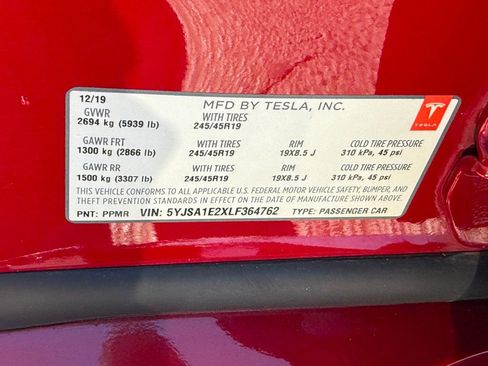 12/19 MFD BY TESLA, INC.
GVWR WITH TIRES
2694 kg (5939 lb) 245/45R19
GAWR FRT WITH TIRES RIM COLD TIRE PRESSURE
1300 kg (2866 lb) 245/45R19 19X8.5 J 310 kPa, 45 psi
GAWR RR WITH TIRES RIM COLD TIRE PRESSURE
1500 kg (3307 lb) 245/45R19 19X8.5 J 310 kPa, 45 psi
THIS VEHICLE CONFORMS TO ALL APPLICABLE U.S. FEDERAL MOTOR VEHICLE SAFETY, BUMPER, AND
THEFT PREVENTION STANDARDS IN EFFECT ON THE DATE OF MANUFACTURE SHOWN ABOVE.
PNT: PPMR VIN: 5YJSA1E2XLF364762 TYPE: PASSENGER CAR
TESLA